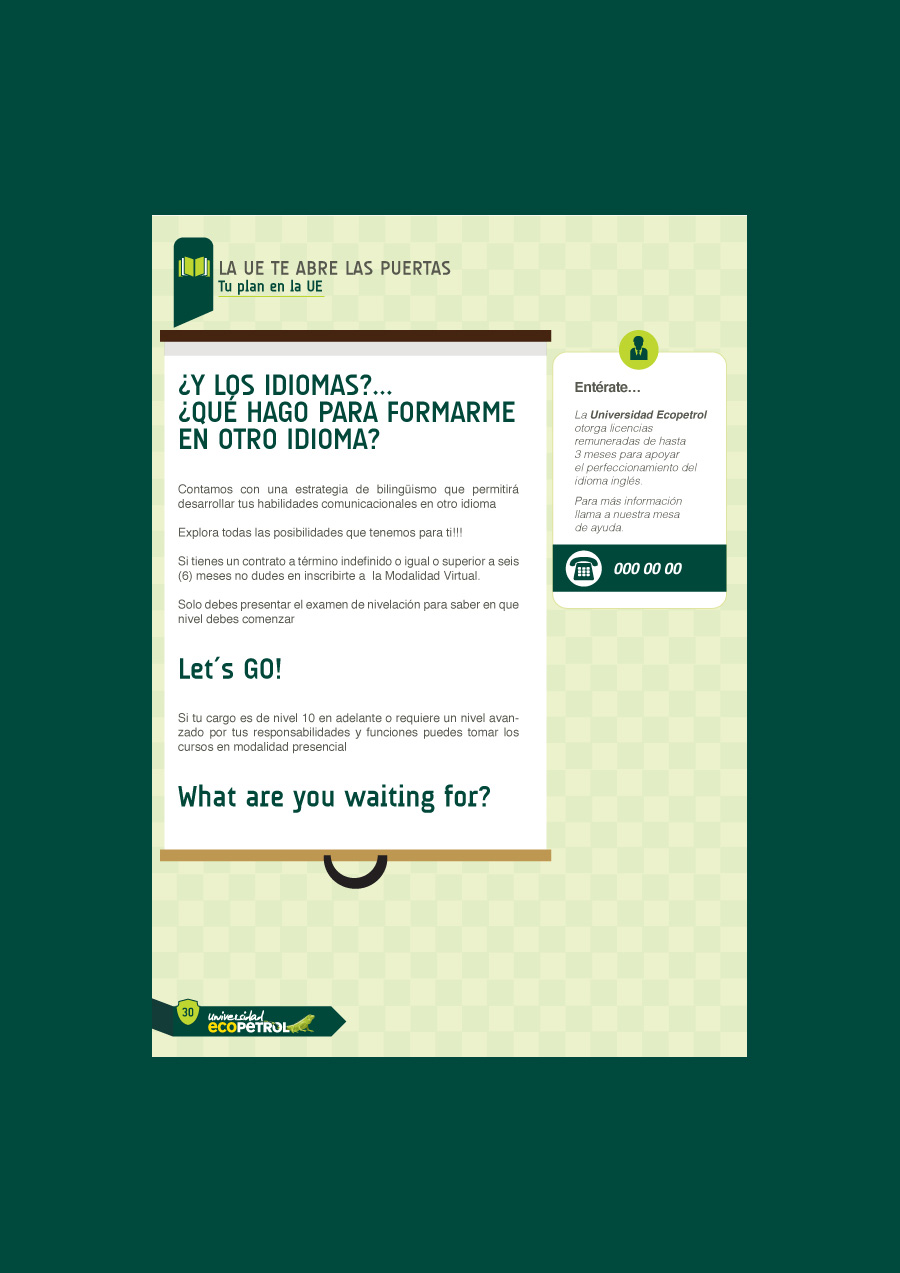 LA UE TE ABRE LAS PUERTAS
Tu plan en la UE
¿Y LOS IDIOMAS?...
¿QUÉ HAGO PARA FORMARME
EN OTRO IDIOMA?
Contamos con una estrategia de bilingüismo que permitirá
desarrollar tus habilidades comunicacionales en otro idioma
Explora todas las posibilidades que tenemos para ti!!!
Si tienes un contrato a término indefinido o igual o superior a seis
(6) meses no dudes en inscribirte a  la Modalidad Virtual.
Solo debes presentar el examen de nivelación para saber en que
nivel debes comenzar
Let´s GO!
Si tu cargo es de nivel 10 en adelante o requiere un nivel avan-
zado por tus responsabilidades y funciones puedes tomar los
cursos en modalidad presencial
What are you waiting for?
Entérate...
La Universidad Ecopetrol
otorga licencias
remuneradas de hasta
3 meses para apoyar
el perfeccionamiento del
idioma inglés.
Para más información
llama a nuestra mesa
de ayuda.
000 00 00
30
universidad
ECOPETROL